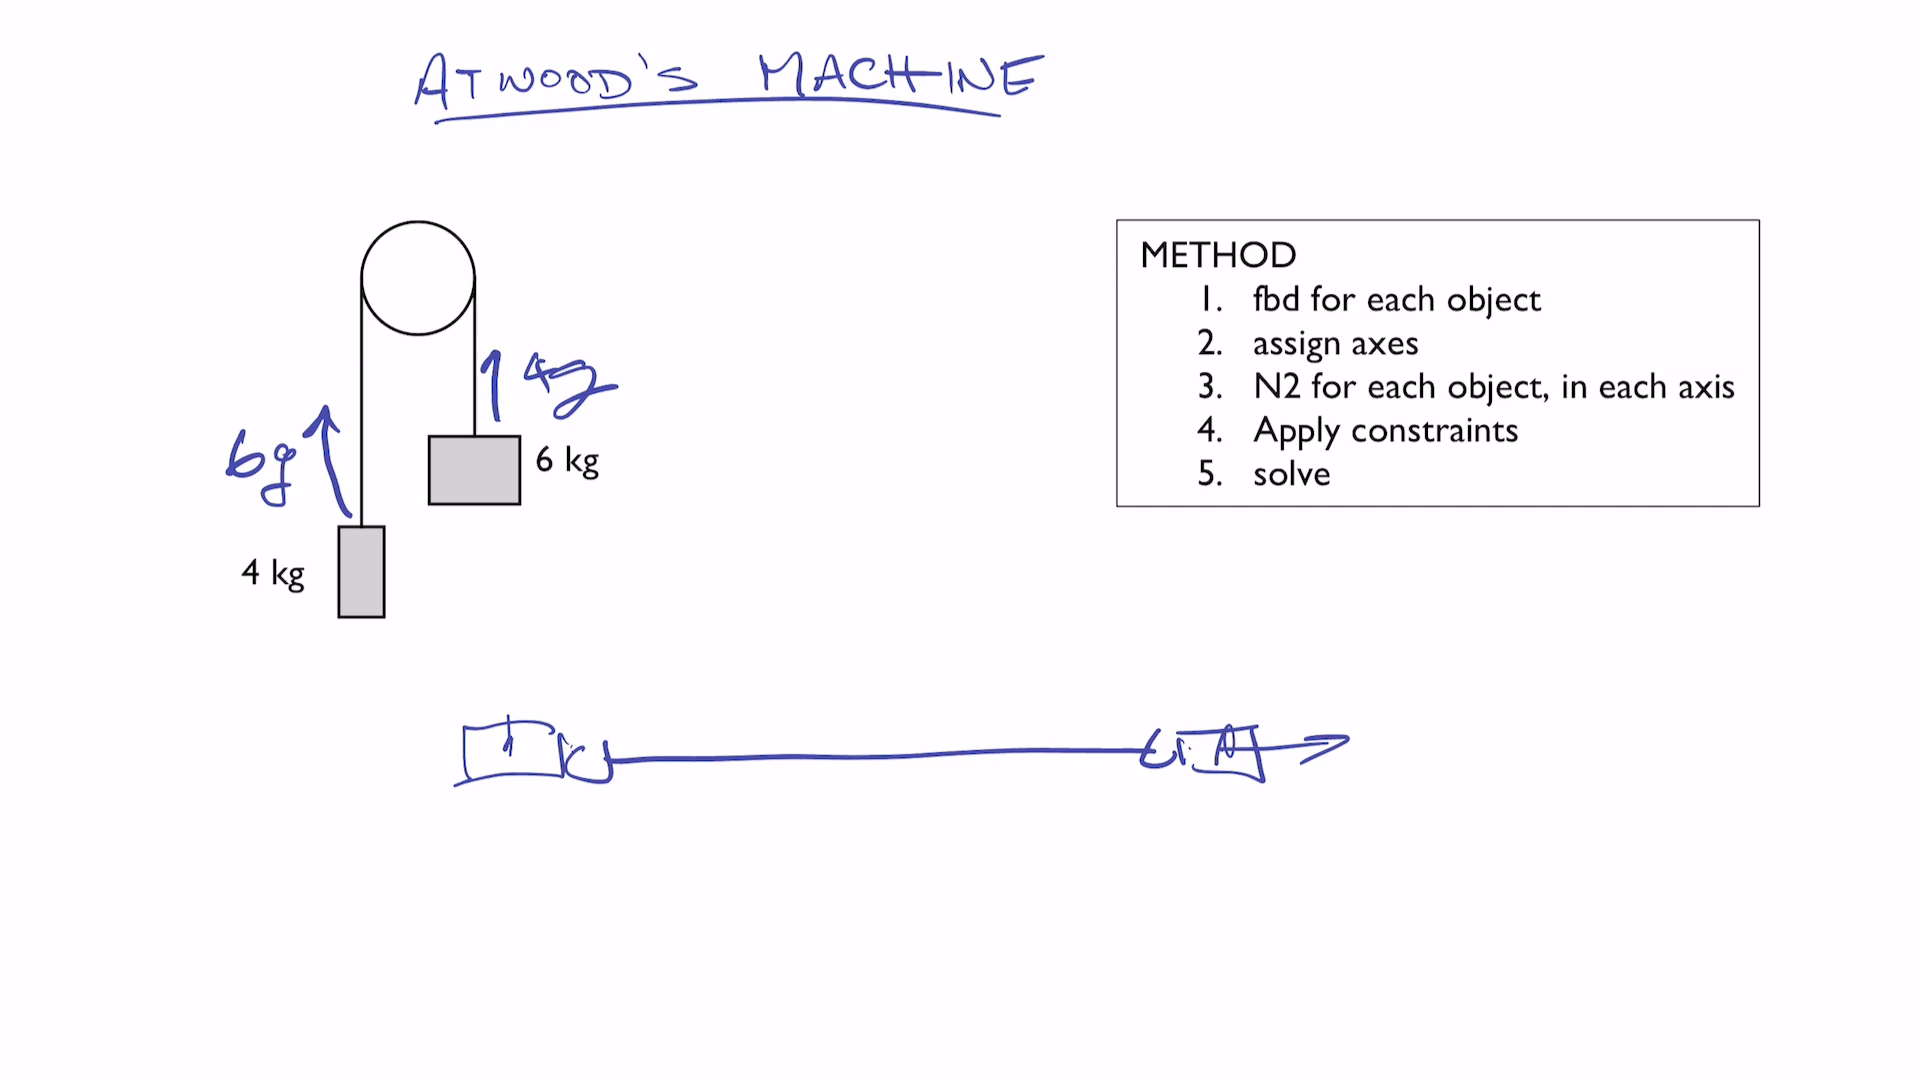 ATWOOD'S MACHINE
METHOD
1. fbd for each object
2. assign axes
3. N2 for each object, in each axis
4. Apply constraints
5. solve
4g
6g
6 kg
4 kg